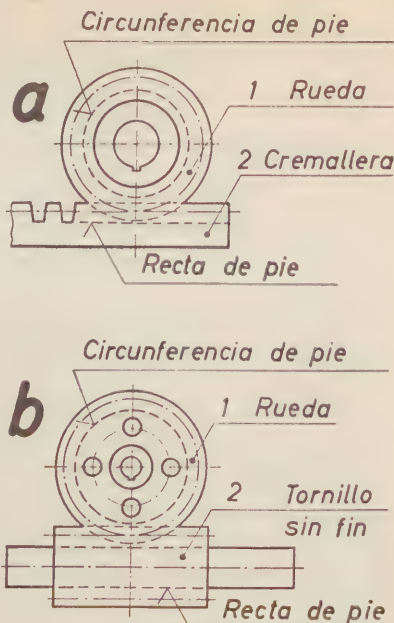 Circunferencia de pie
a
1 Rueda
2 Cremallera
Recta de pie
Circunferencia de pie
b
1 Rueda
2 Tornillo
sin fin
Recta de pie